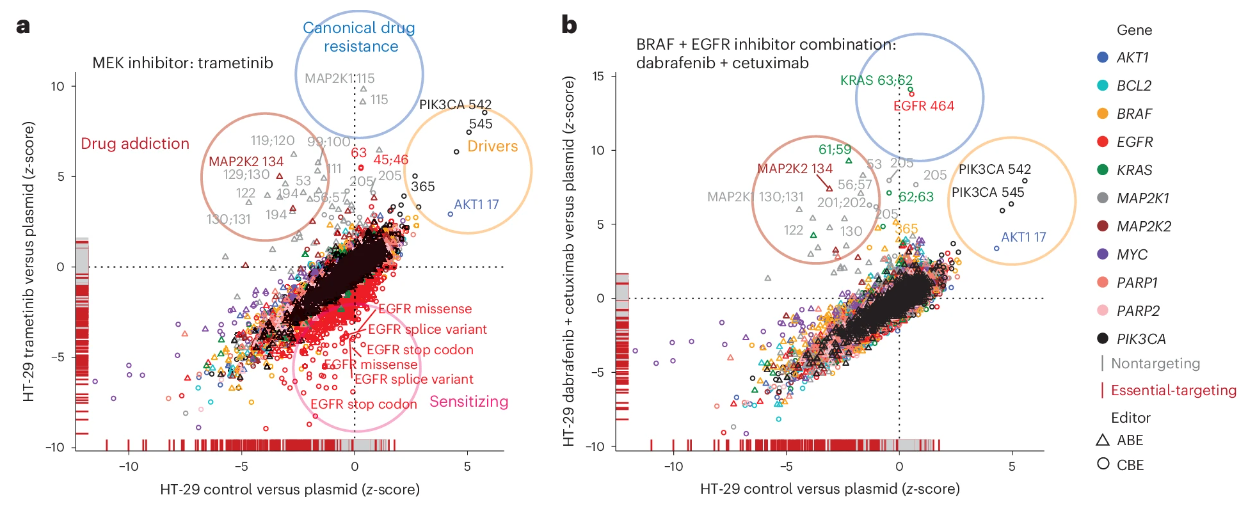 a
Canonical drug
resistance
MEK inhibitor: trametinib
MAP2K1 115
115
PIK3CA 542
545
Drivers
Drug addiction
119;120
99;100
63
45;46
MAP2K2 134
129;130
111
53
205
205
365
122
194
56;57
AKT1 17
130;131
194
EGFR missense
EGFR splice variant
EGFR stop codon
EGFR missense
EGFR splice variant
EGFR stop codon
Sensitizing
10
5
0
−5
−10
HT-29 trametinib versus plasmid (z-score)
−10
−5
0
5
HT-29 control versus plasmid (z-score)
b
BRAF + EGFR inhibitor combination:
dabrafenib + cetuximab
KRAS 63;62
EGFR 464
61;59
53
205
MAP2K2 134
205
PIK3CA 542
MAP2K1 130;131
56;57
62;63
PIK3CA 545
201;202
205
122
130
465
AKT1 17
15
10
5
0
−5
−10
HT-29 dabrafenib + cetuximab versus plasmid (z-score)
−10
−5
0
5
HT-29 control versus plasmid (z-score)
Gene
AKT1
BCL2
BRAF
EGFR
KRAS
MAP2K1
MAP2K2
MYC
PARP1
PARP2
PIK3CA
Nontargeting
Essential-targeting
Editor
ABE
CBE